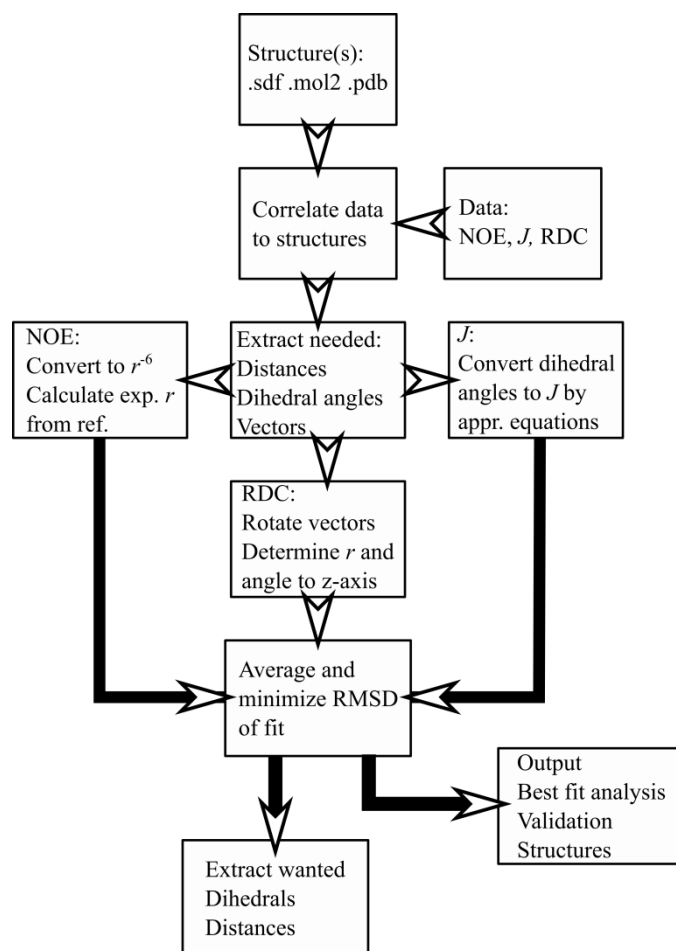 Structure(s):
.sdf .mol2 .pdb
Correlate data
to structures
Data:
NOE, J, RDC
NOE:
Convert to r⁻⁶
Calculate exp. r
from ref.
Extract needed:
Distances
Dihedral angles
Vectors
J:
Convert dihedral
angles to J by
appr. equations
RDC:
Rotate vectors
Determine r and
angle to z-axis
Average and
minimize RMSD
of fit
Output
Best fit analysis
Validation
Structures
Extract wanted
Dihedrals
Distances